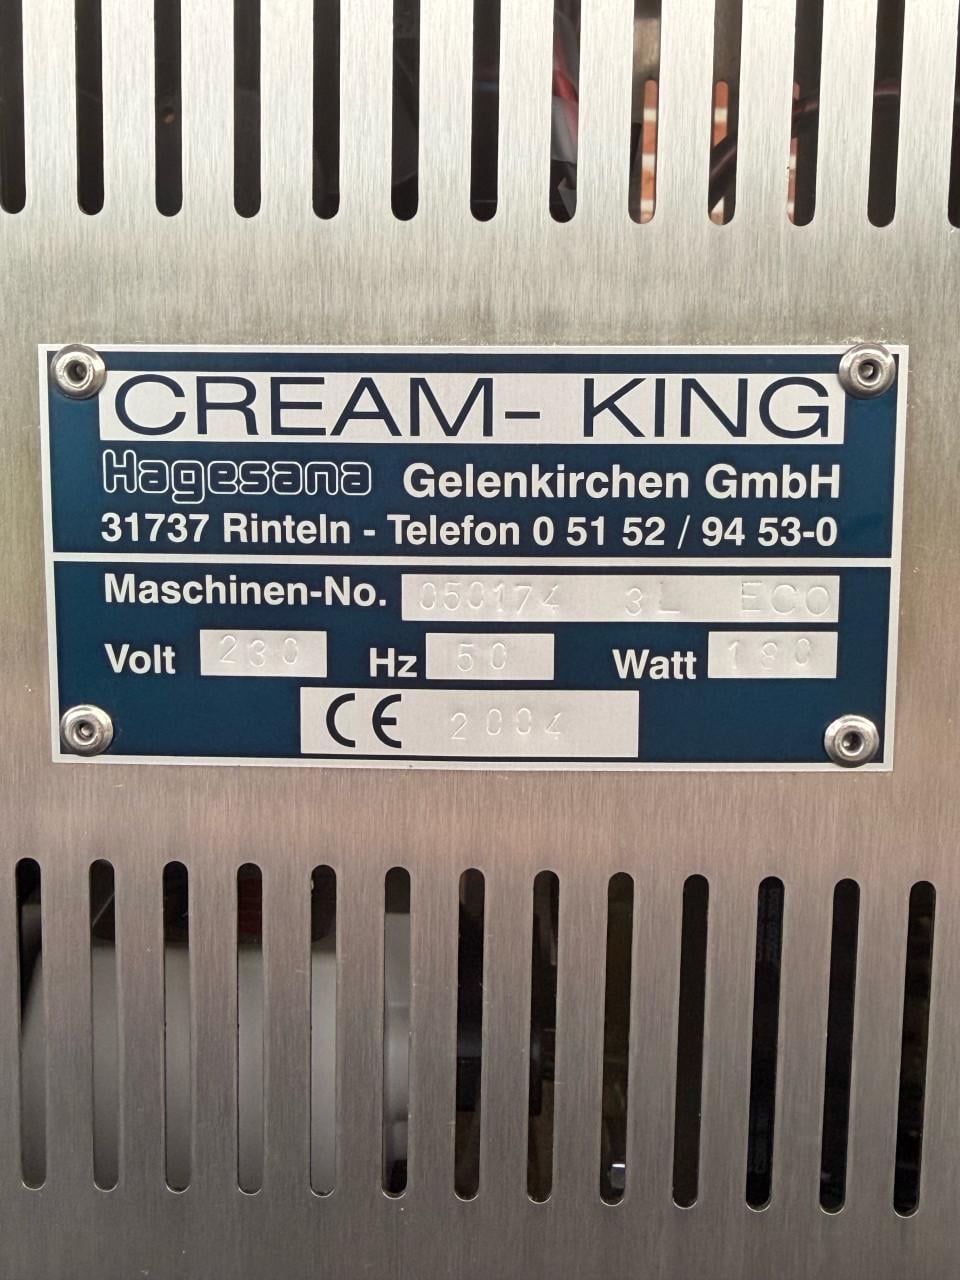 CREAM- KING
Hagesana Gelenkirchen GmbH
31737 Rinteln - Telefon 0 51 52 / 94 53-0
Maschinen-No. 050174 3L ECO
Volt 230 Hz 50 Watt 190
CE 2004